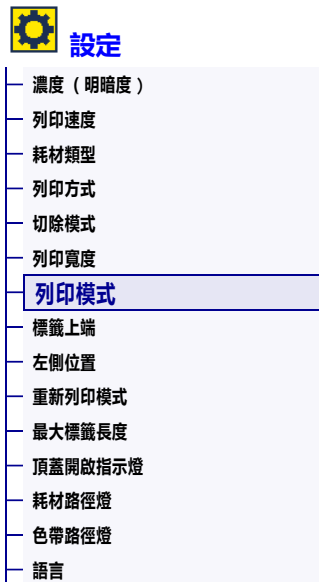 設定
濃度（明暗度）
列印速度
耗材類型
列印方式
切除模式
列印寬度
列印模式
標籤上端
左側位置
重新列印模式
最大標籤長度
頂蓋開啟指示燈
耗材路徑燈
色帶路徑燈
語言